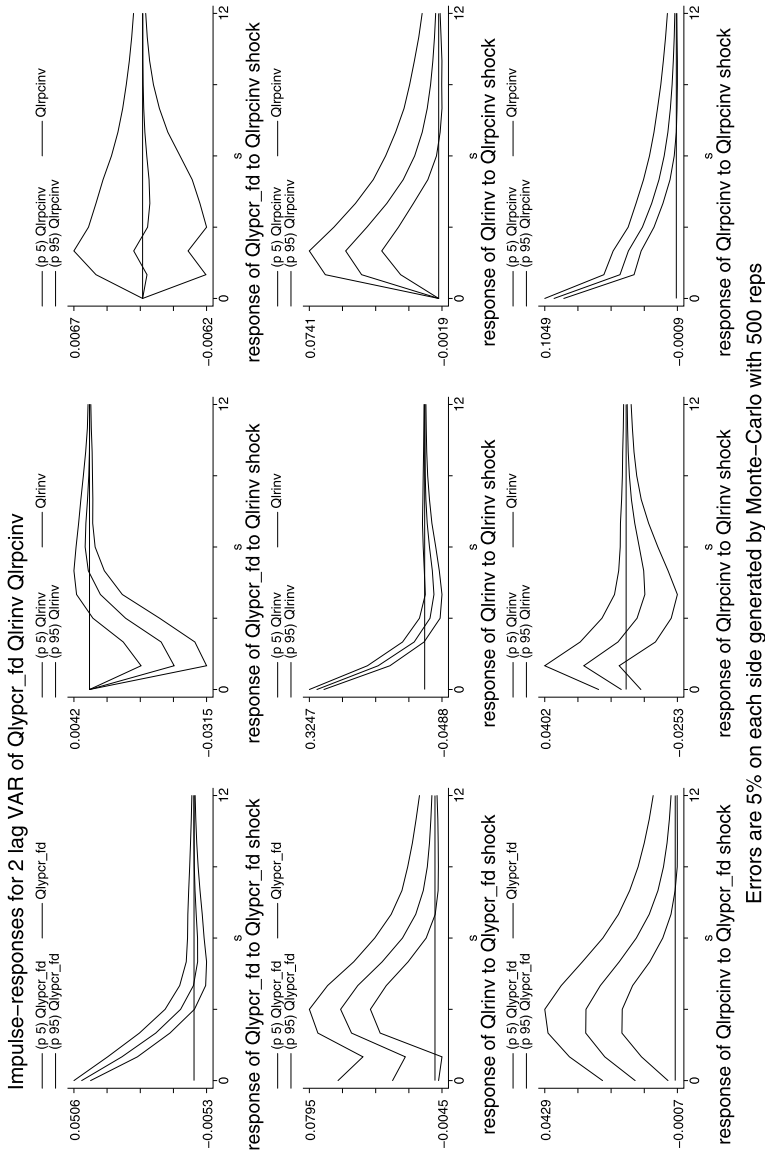 Impulse−responses for 2 lag VAR of Qlypcr_fd Qlrinv Qlrpcinv
(p 5) Qlypcr_fd
Qlypcr_fd
(p 95) Qlypcr_fd
0.0506
−0.0053
0
12
s
response of Qlypcr_fd to Qlypcr_fd shock
(p 5) Qlrinv
Qlrinv
(p 95) Qlrinv
0.0042
−0.0315
0
12
s
response of Qlypcr_fd to Qlrinv shock
(p 5) Qlrpcinv
Qlrpcinv
(p 95) Qlrpcinv
0.0067
−0.0062
0
12
s
response of Qlypcr_fd to Qlrpcinv shock
(p 5) Qlypcr_fd
Qlypcr_fd
(p 95) Qlypcr_fd
0.0795
−0.0045
0
12
s
response of Qlrinv to Qlypcr_fd shock
(p 5) Qlrinv
Qlrinv
(p 95) Qlrinv
0.3247
−0.0488
0
12
s
response of Qlrinv to Qlrinv shock
(p 5) Qlrpcinv
Qlrpcinv
(p 95) Qlrpcinv
0.0741
−0.0019
0
12
s
response of Qlrinv to Qlrpcinv shock
(p 5) Qlypcr_fd
Qlypcr_fd
(p 95) Qlypcr_fd
0.0429
−0.0007
0
12
s
response of Qlrpcinv to Qlypcr_fd shock
(p 5) Qlrinv
Qlrinv
(p 95) Qlrinv
0.0402
−0.0253
0
12
s
response of Qlrpcinv to Qlrinv shock
(p 5) Qlrpcinv
Qlrpcinv
(p 95) Qlrpcinv
0.1049
−0.0009
0
12
s
response of Qlrpcinv to Qlrpcinv shock
Errors are 5% on each side generated by Monte−Carlo with 500 reps